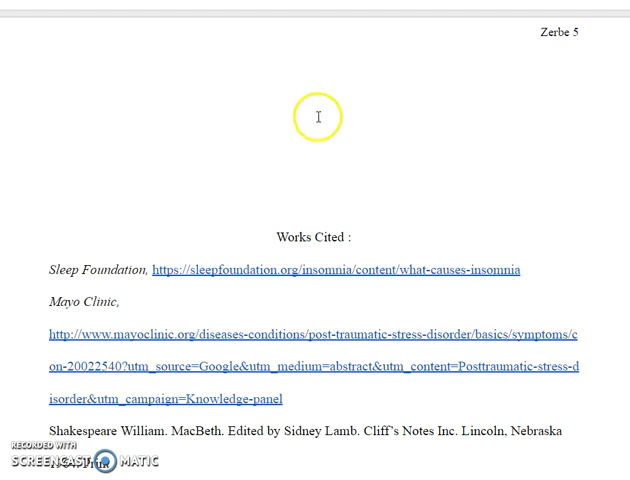 Zerbe 5
Works Cited :
Sleep Foundation, https://sleepfoundation.org/insomnia/content/what-causes-insomnia
Mayo Clinic,
http://www.mayoclinic.org/diseases-conditions/post-traumatic-stress-disorder/basics/symptoms/c
on-20022540?utm_source=Google&utm_medium=abstract&utm_content=Posttraumatic-stress-d
isorder&utm_campaign=Knowledge-panel
Shakespeare William. MacBeth. Edited by Sidney Lamb. Cliff's Notes Inc. Lincoln, Nebraska
RECORDED WITH
SCREENCAST MATIC